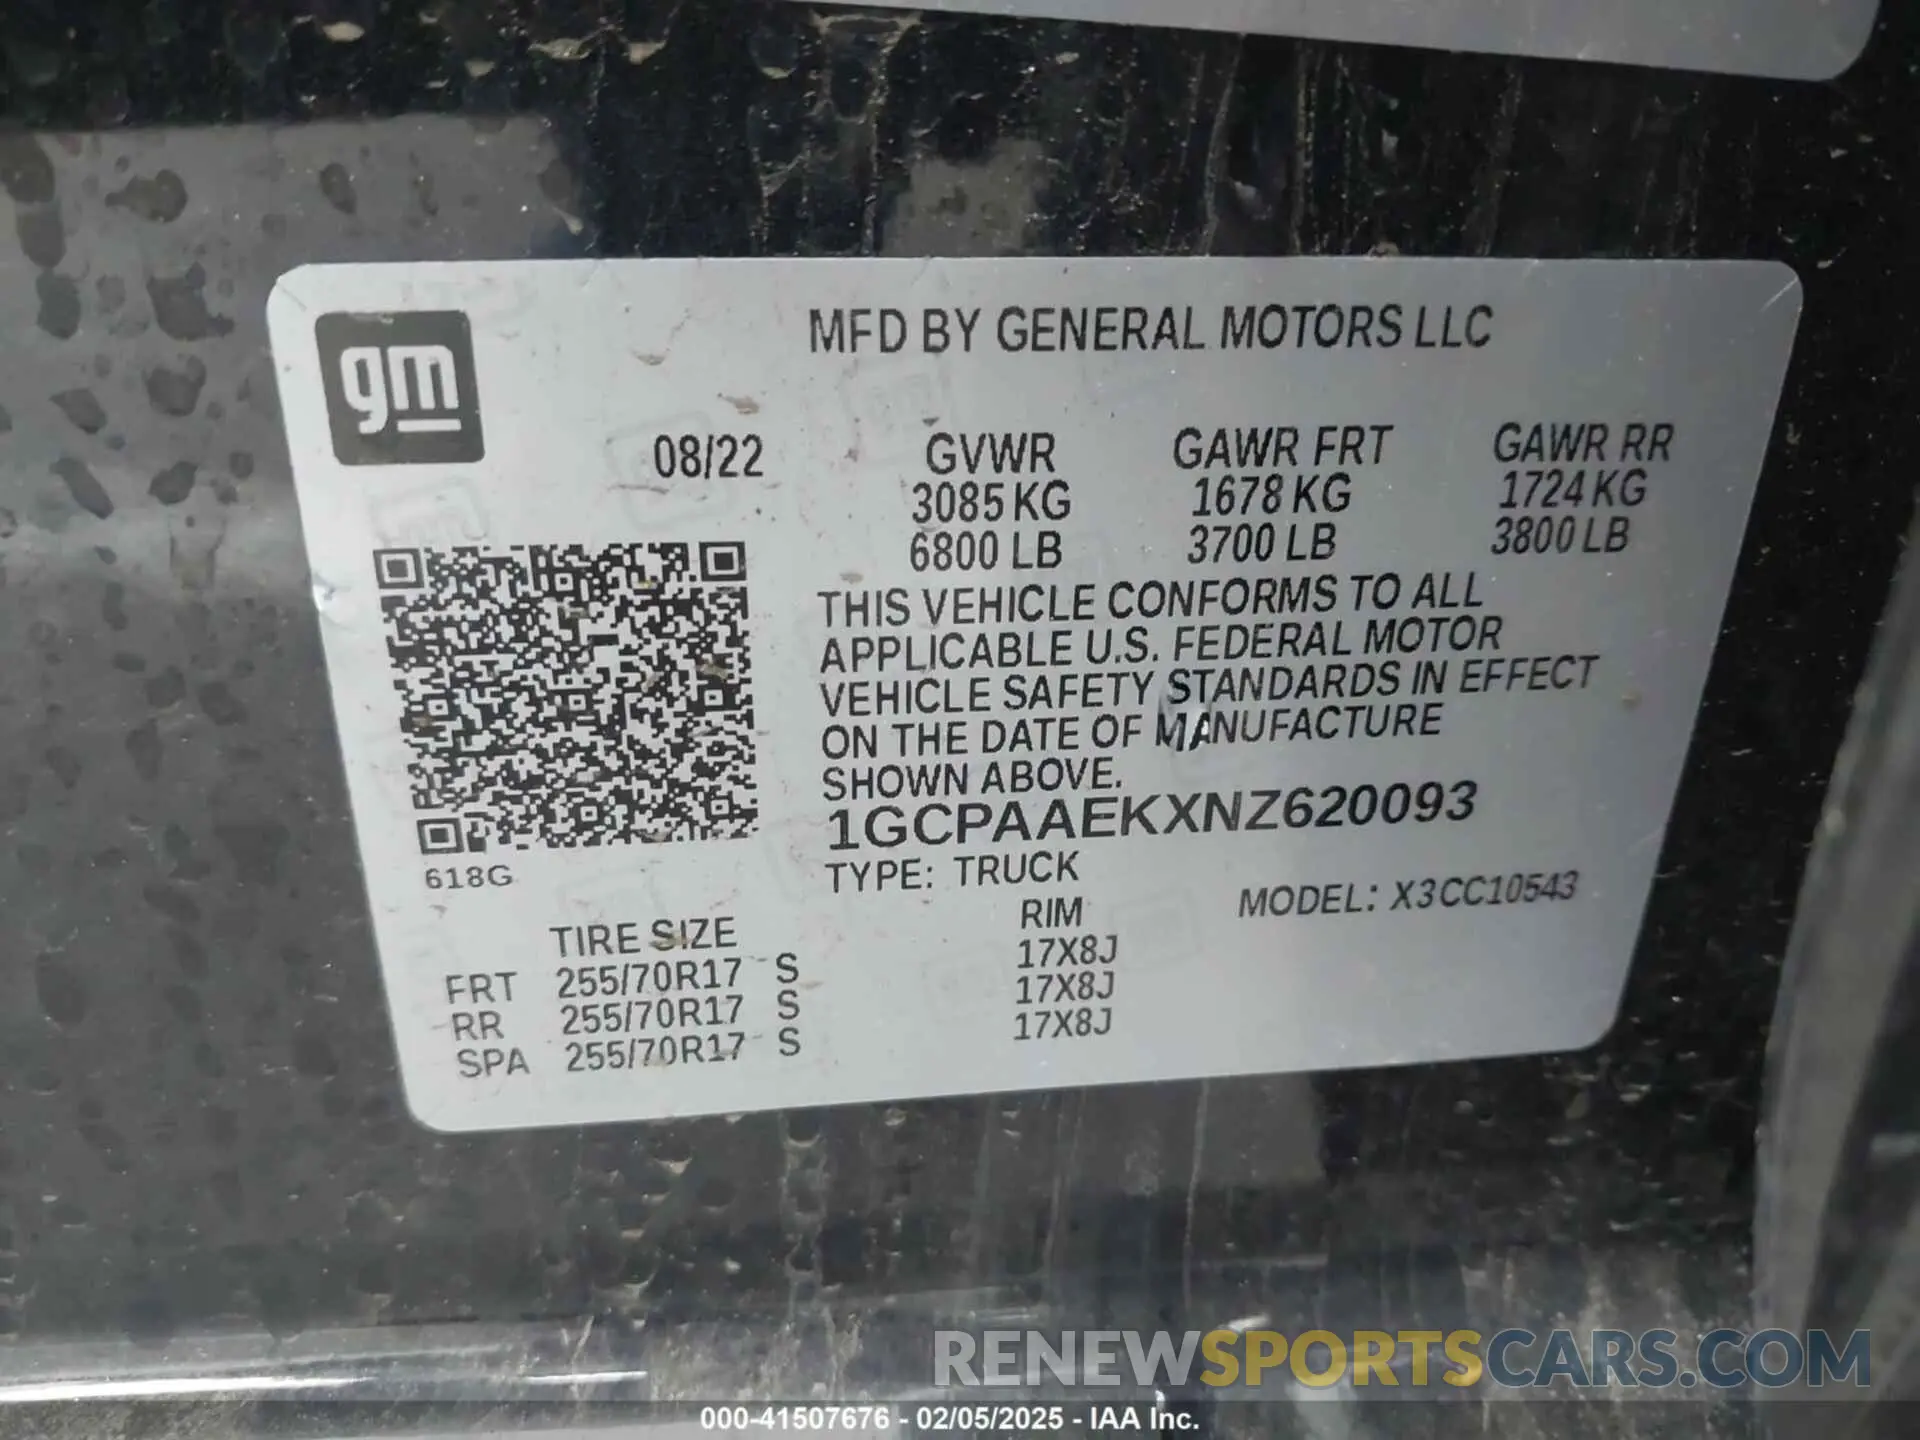 gm
MFD BY GENERAL MOTORS LLC
08/22 GVWR GAWR FRT GAWR RR
3085 KG 1678 KG 1724 KG
6800 LB 3700 LB 3800 LB
THIS VEHICLE CONFORMS TO ALL
APPLICABLE U.S. FEDERAL MOTOR
VEHICLE SAFETY STANDARDS IN EFFECT
ON THE DATE OF MANUFACTURE
SHOWN ABOVE.
1GCPAAEKXNZ620093
618G
TYPE: TRUCK
MODEL: X3CC10543
TIRE SIZE RIM
FRT 255/70R17 S 17X8J
RR 255/70R17 S 17X8J
SPA 255/70R17 S 17X8J
RENEWSPORTSCARS.COM
000-41507676 - 02/05/2025 - IAA Inc.